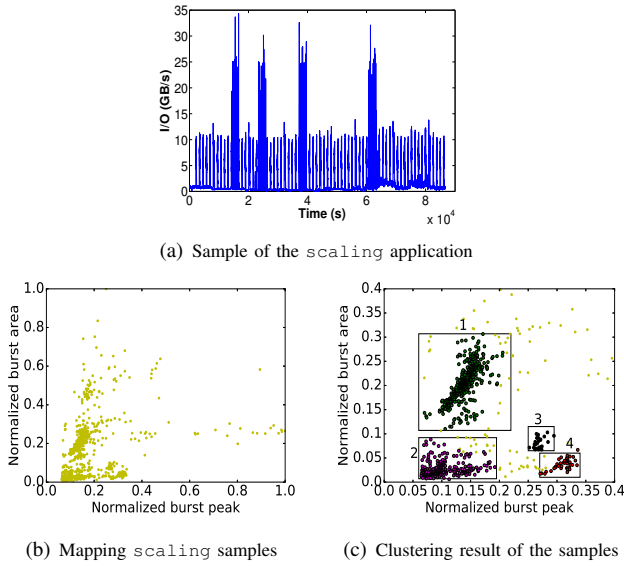 35
30
25
20
15
10
5
0
I/O (GB/s)
0 2 4 6 8
Time (s)
x 10^4
(a) Sample of the scaling application
1.0
0.8
0.6
0.4
0.2
0.0
Normalized burst area
0.0 0.2 0.4 0.6 0.8 1.0
Normalized burst peak
(b) Mapping scaling samples
0.4
0.35
0.3
0.25
0.2
0.15
0.1
0.05
0
Normalized burst area
1
2
3
4
0 0.05 0.1 0.15 0.2 0.25 0.3 0.35 0.4
Normalized burst peak
(c) Clustering result of the samples